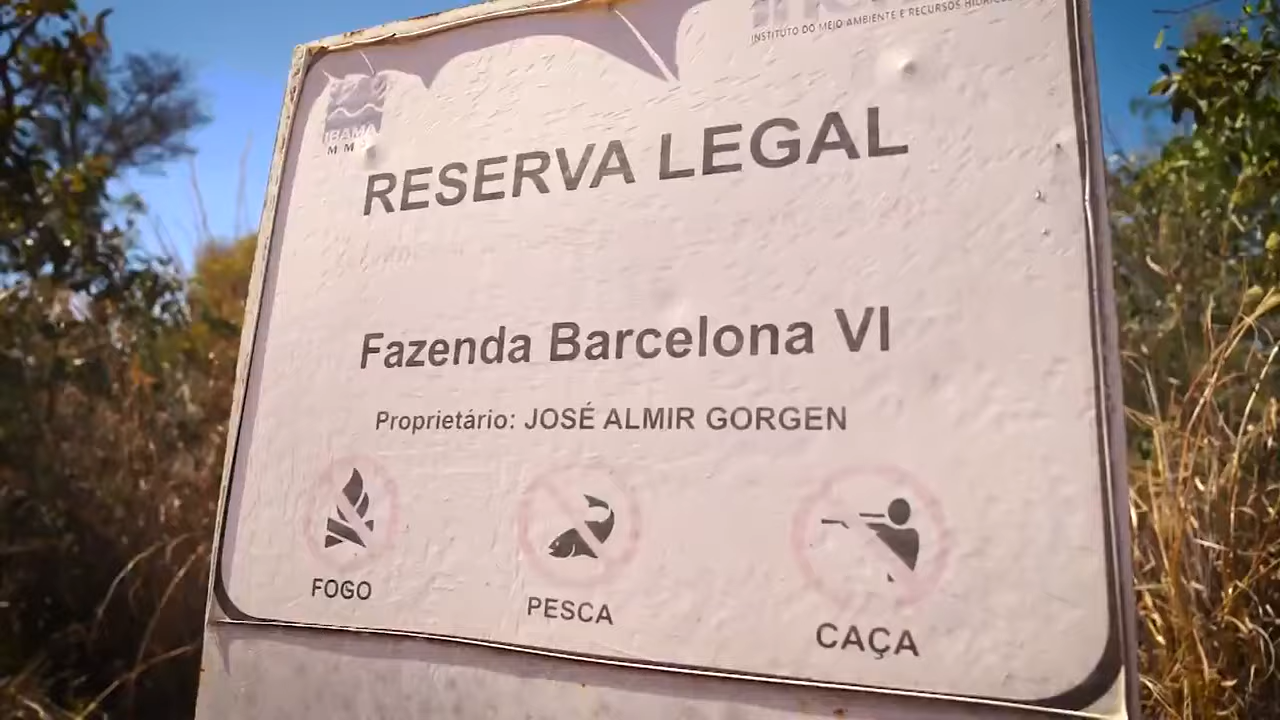 INSTITUTO DO MEIO AMBIENTE E RECURSOS HÍDRICOS
IBAMA
M M
RESERVA LEGAL
Fazenda Barcelona VI
Proprietário: JOSÉ ALMIR GORGEN
FOGO
PESCA
CAÇA